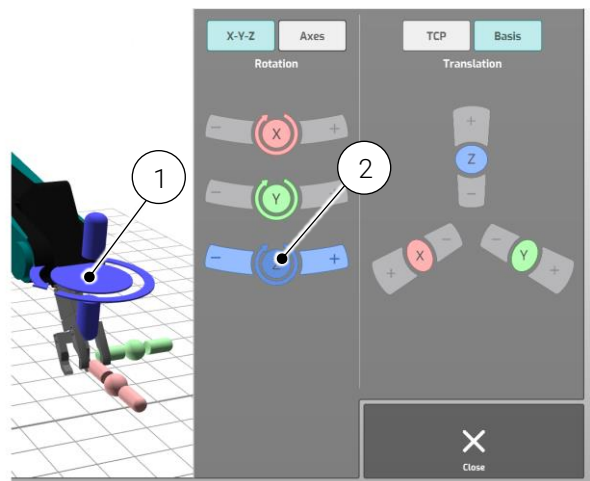 X-Y-Z Axes TCP Basis
Rotation Translation
− X +
− Y +
− Z +
+
Z
−
+ X −
− Y +
1
2
Close